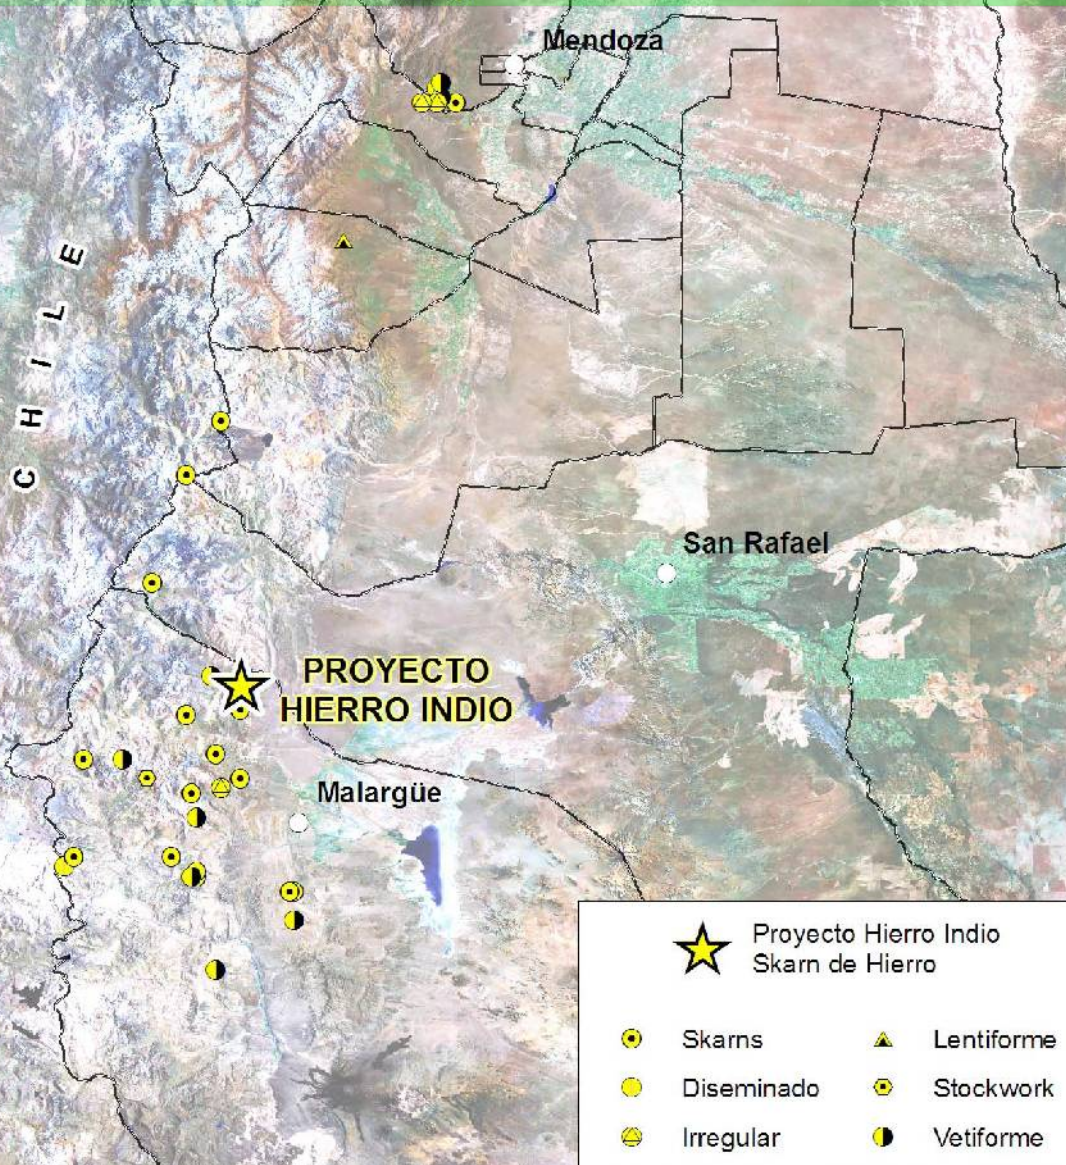 Mendoza
CHILE
San Rafael
PROYECTO
HIERRO INDIO
Malargüe
Proyecto Hierro Indio
Skarn de Hierro
Skarns
Lentiforme
Diseminado
Stockwork
Irregular
Vetiforme